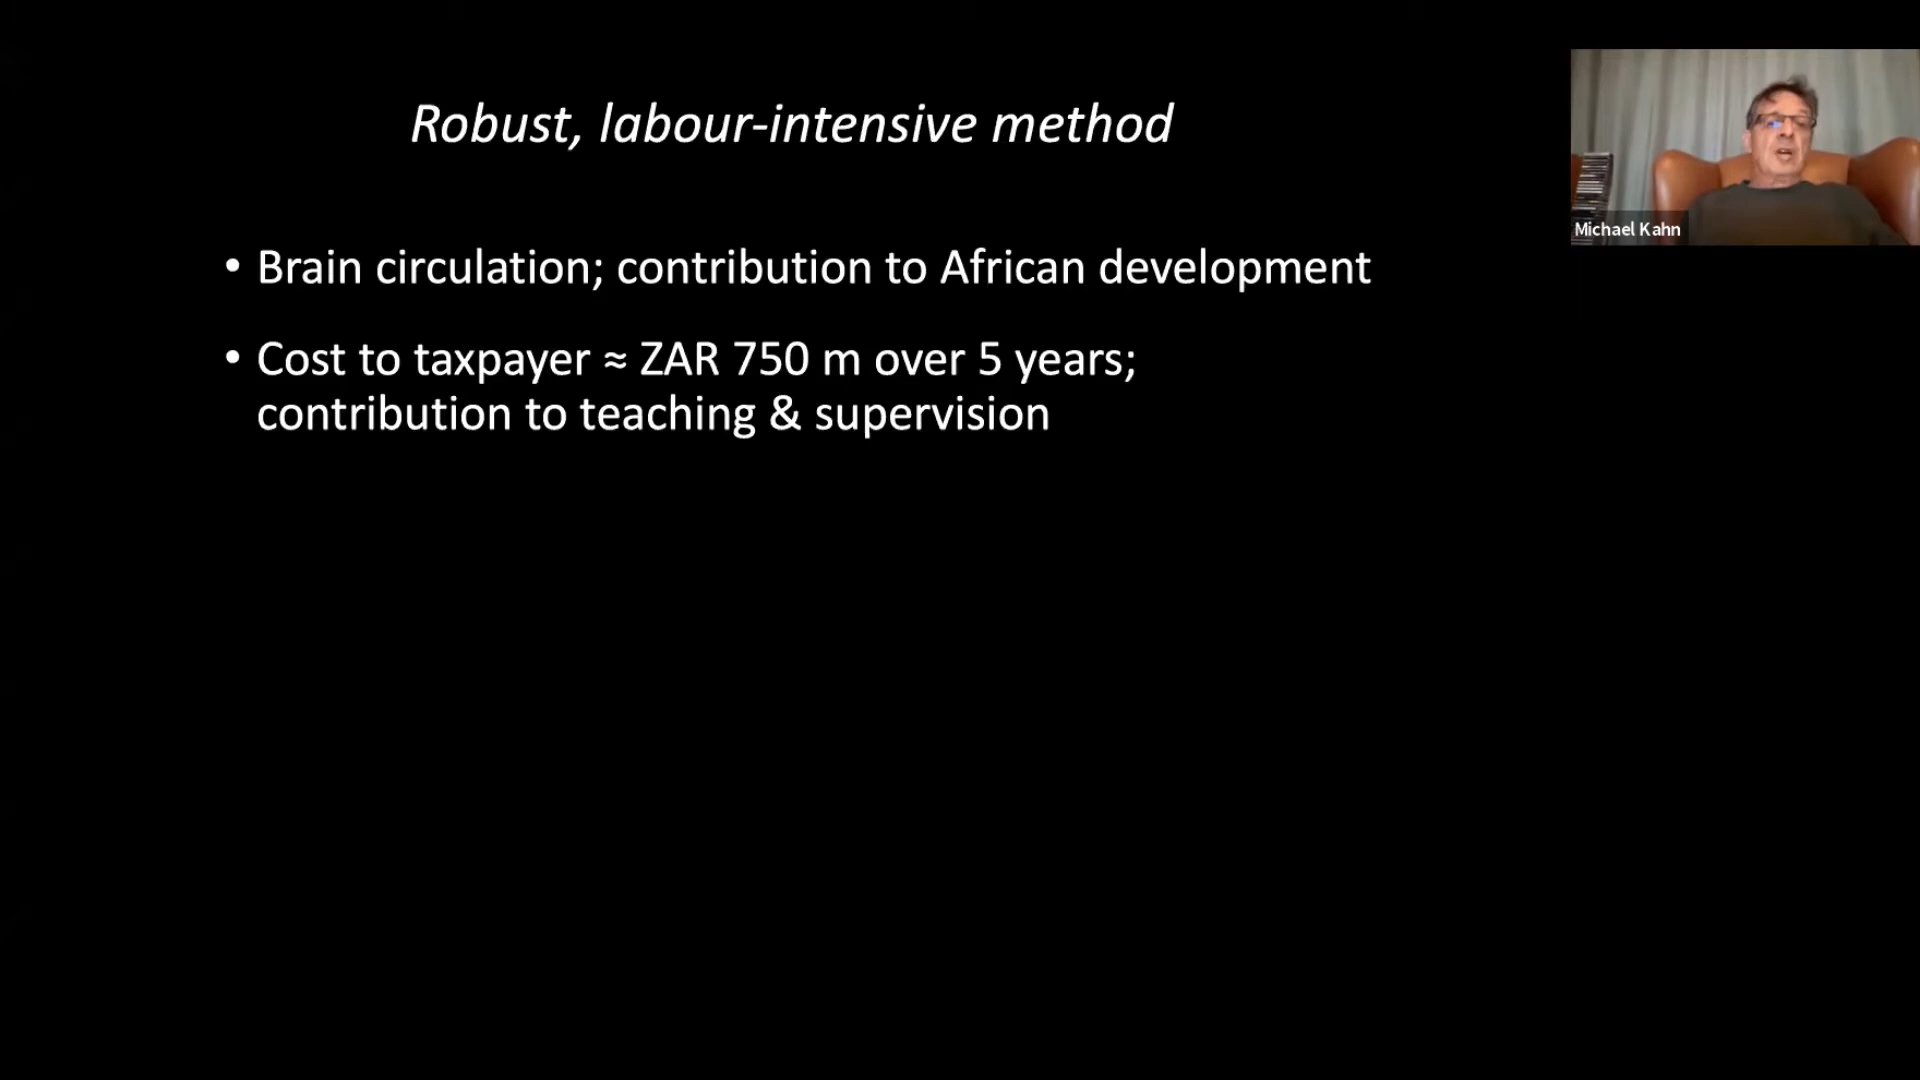 Robust, labour-intensive method
Michael Kahn
• Brain circulation; contribution to African development
• Cost to taxpayer ≈ ZAR 750 m over 5 years;
contribution to teaching & supervision